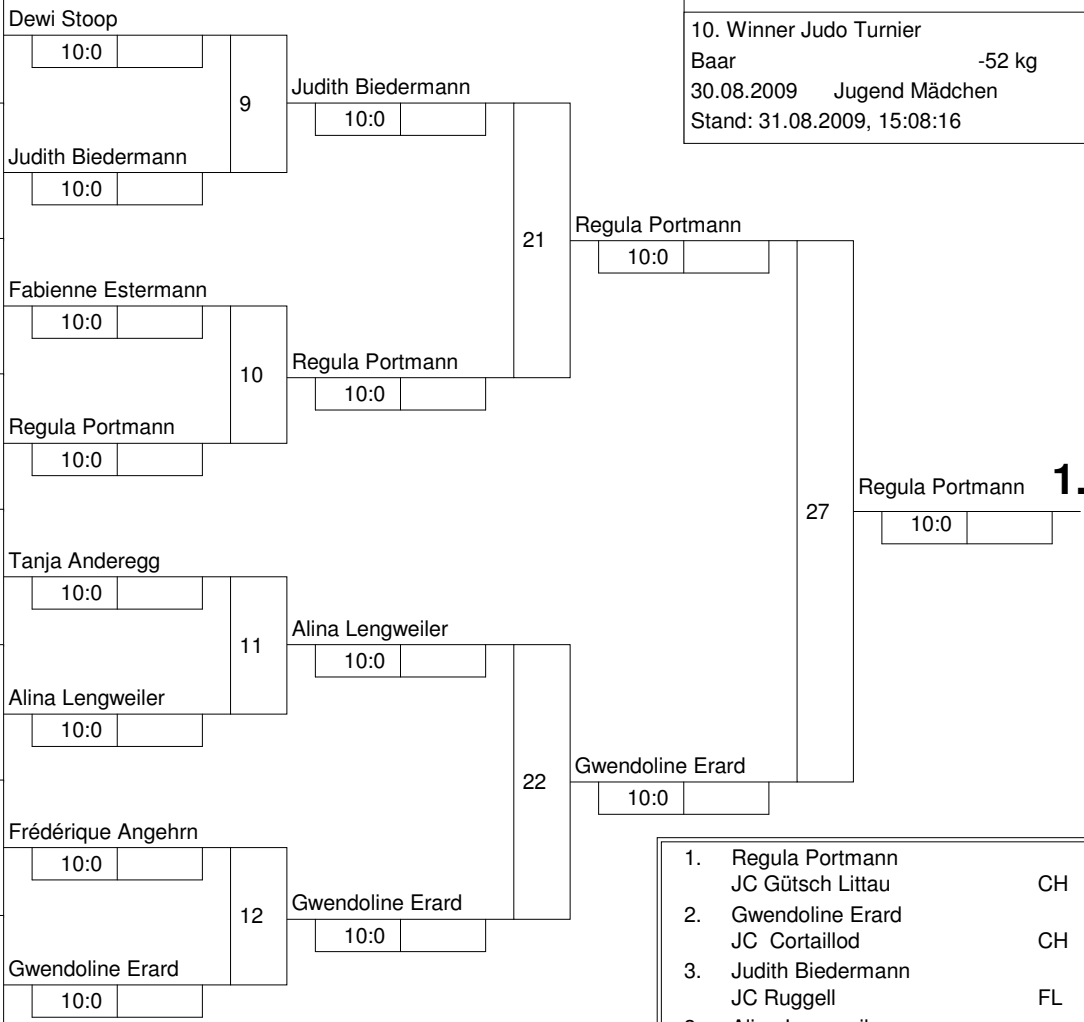 Dewi Stoop
10:0
9
Judith Biedermann
10:0
Judith Biedermann
10:0
21
Regula Portmann
10:0
Fabienne Estermann
10:0
10
Regula Portmann
10:0
Regula Portmann
10:0
27
Regula Portmann 1.
10:0
Tanja Anderegg
10:0
11
Alina Lengweiler
10:0
Alina Lengweiler
10:0
22
Gwendoline Erard
10:0
Frédérique Angehrn
10:0
12
Gwendoline Erard
10:0
Gwendoline Erard
10:0
10. Winner Judo Turnier
Baar -52 kg
30.08.2009 Jugend Mädchen
Stand: 31.08.2009, 15:08:16
1. Regula Portmann
JC Gütsch Littau CH
2. Gwendoline Erard
JC Cortaillod CH
3. Judith Biedermann
JC Ruggell FL